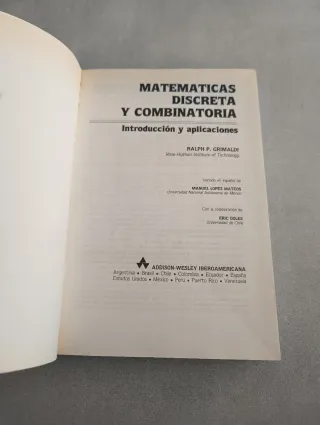 MATEMATICAS
DISCRETA
Y COMBINATORIA
Introducción y aplicaciones
RALPH P. GRIMALDI
Rose-Hulman Institute of Technology
Versión en español de
MANUEL LOPEZ MATEOS
Universidad Nacional Autónoma de México
Con la colaboración de
ERIC GOLES
Universidad de Chile
ADDISON-WESLEY IBEROAMERICANA
Argentina • Brasil • Chile • Colombia • Ecuador • España
Estados Unidos • México • Perú • Puerto Rico • Venezuela